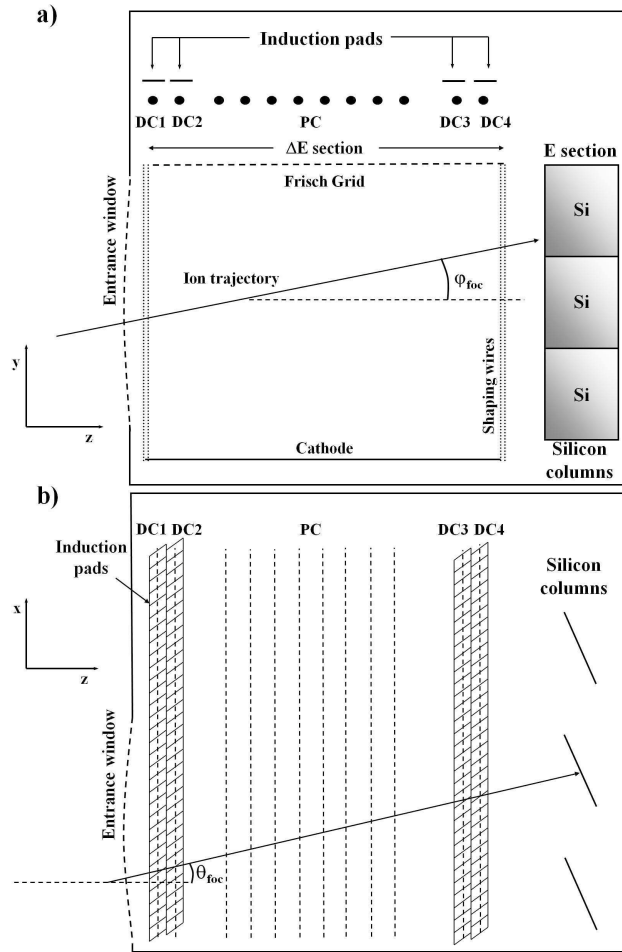 a)
Induction pads
DC1 DC2 PC DC3 DC4
ΔE section
E section
Frisch Grid
Entrance window
Si
Ion trajectory
φfoc
Si
y
z
Shaping wires
Si
Cathode
Silicon columns
b)
DC1 DC2 PC DC3 DC4
Induction pads
Silicon columns
x
z
Entrance window
θfoc